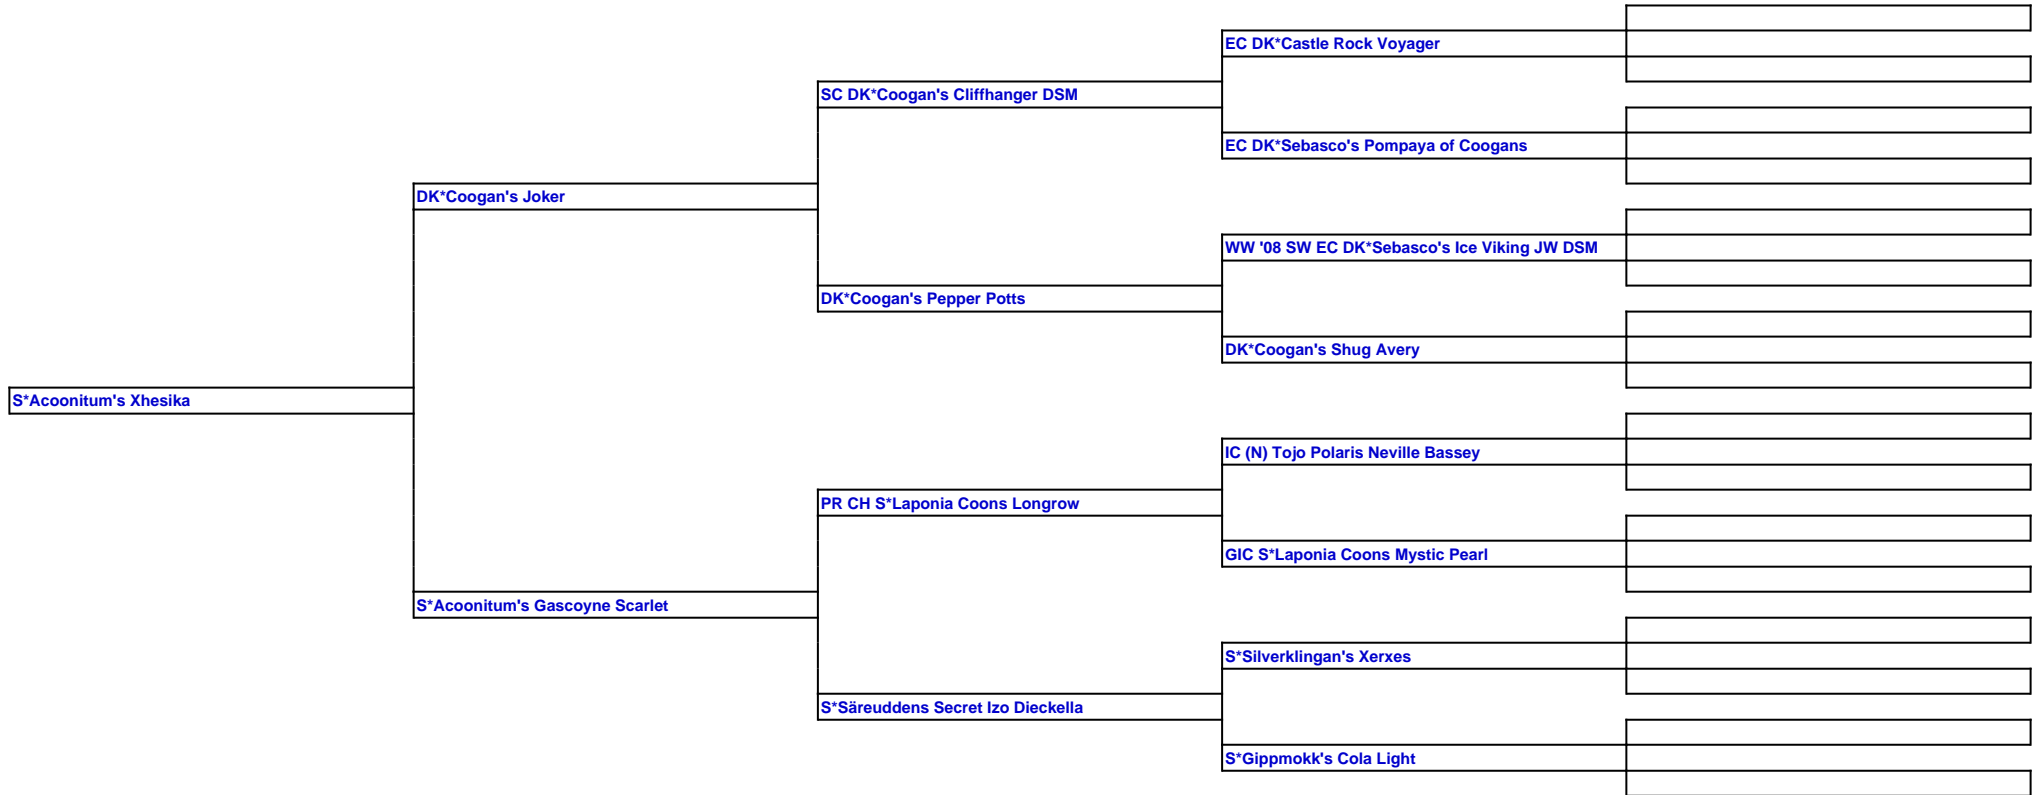 EC DK*Castle Rock Voyager
SC DK*Coogan's Cliffhanger DSM
EC DK*Sebasco's Pompaya of Coogans
DK*Coogan's Joker
WW '08 SW EC DK*Sebasco's Ice Viking JW DSM
DK*Coogan's Pepper Potts
DK*Coogan's Shug Avery
S*Acoonitum's Xhesika
IC (N) Tojo Polaris Neville Bassey
PR CH S*Laponia Coons Longrow
GIC S*Laponia Coons Mystic Pearl
S*Acoonitum's Gascoyne Scarlet
S*Silverklingan's Xerxes
S*Säreuddens Secret Izo Dieckella
S*Gippmokk's Cola Light